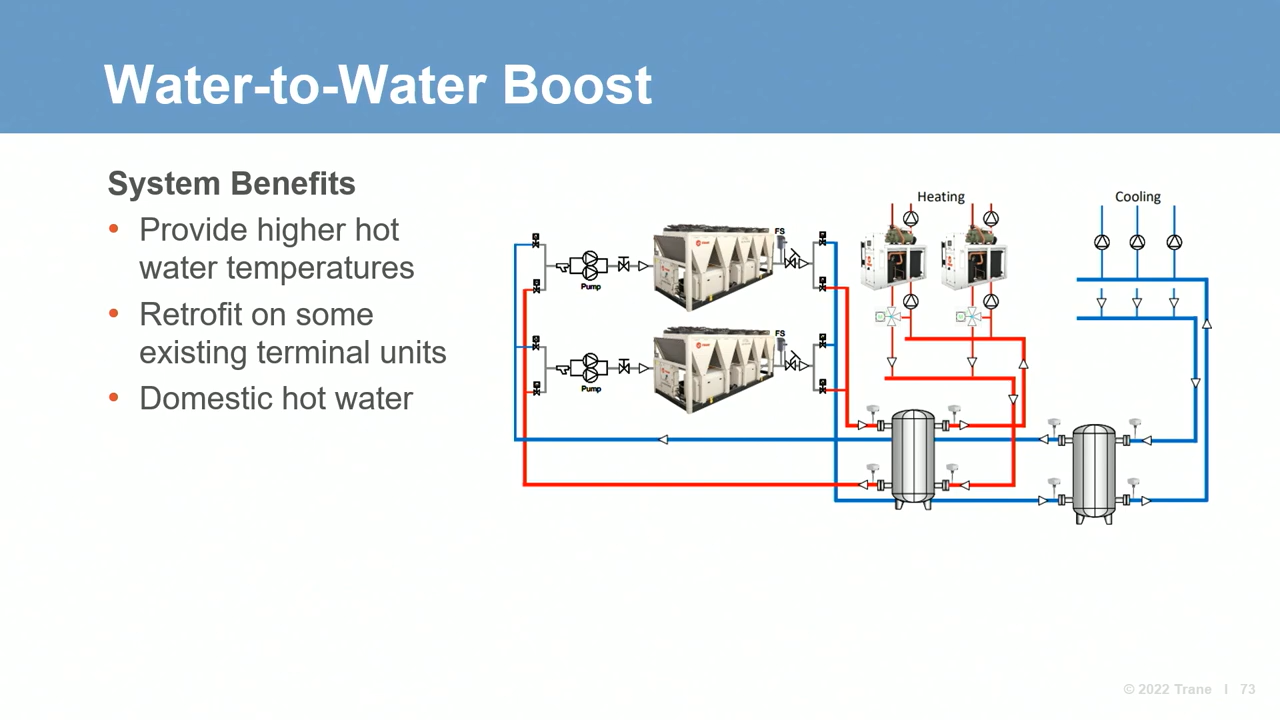 Water-to-Water Boost
System Benefits
• Provide higher hot
water temperatures
• Retrofit on some
existing terminal units
• Domestic hot water
Heating
Cooling
FS
Pump
FS
Pump
© 2022 Trane I 73